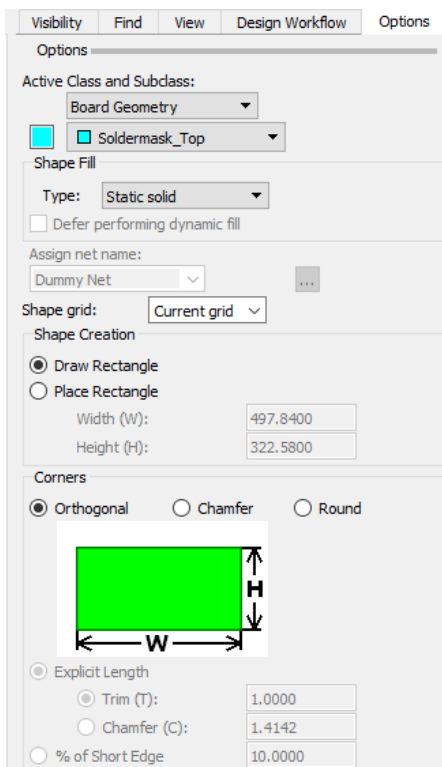 Visibility Find View Design Workflow Options
Options
Active Class and Subclass:
Board Geometry
Soldermask_Top
Shape Fill
Type: Static solid
Defer performing dynamic fill
Assign net name:
Dummy Net ...
Shape grid: Current grid
Shape Creation
Draw Rectangle
Place Rectangle
Width (W): 497.8400
Height (H): 322.5800
Corners
Orthogonal Chamfer Round
H
W
Explicit Length
Trim (T): 1.0000
Chamfer (C): 1.4142
% of Short Edge 10.0000